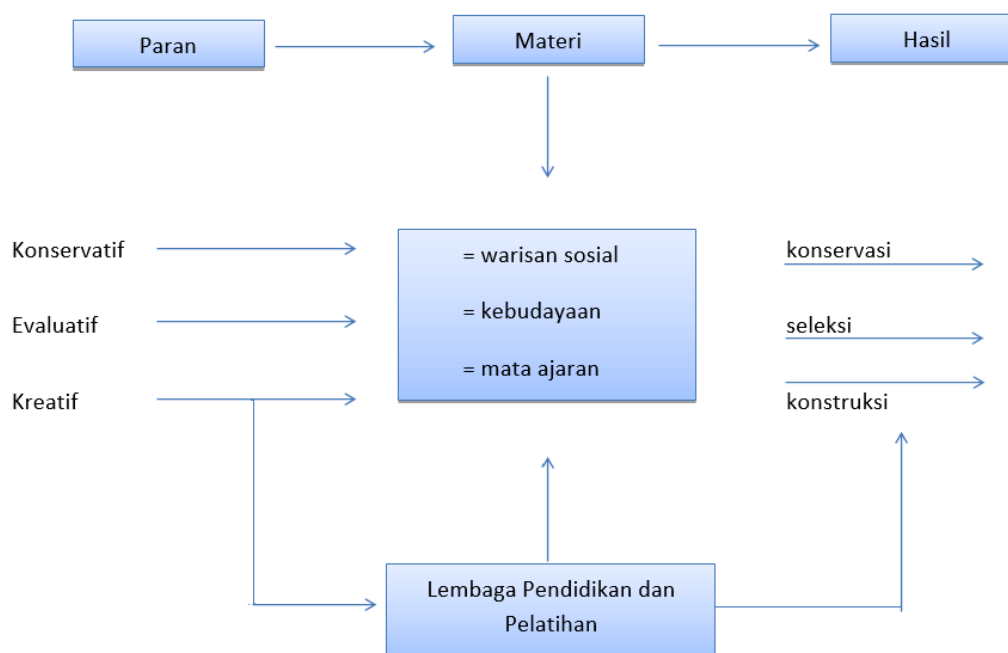 Paran
Materi
Hasil
Konservatif
= warisan sosial
konservasi
Evaluatif
= kebudayaan
seleksi
Kreatif
= mata ajaran
konstruksi
Lembaga Pendidikan dan
Pelatihan